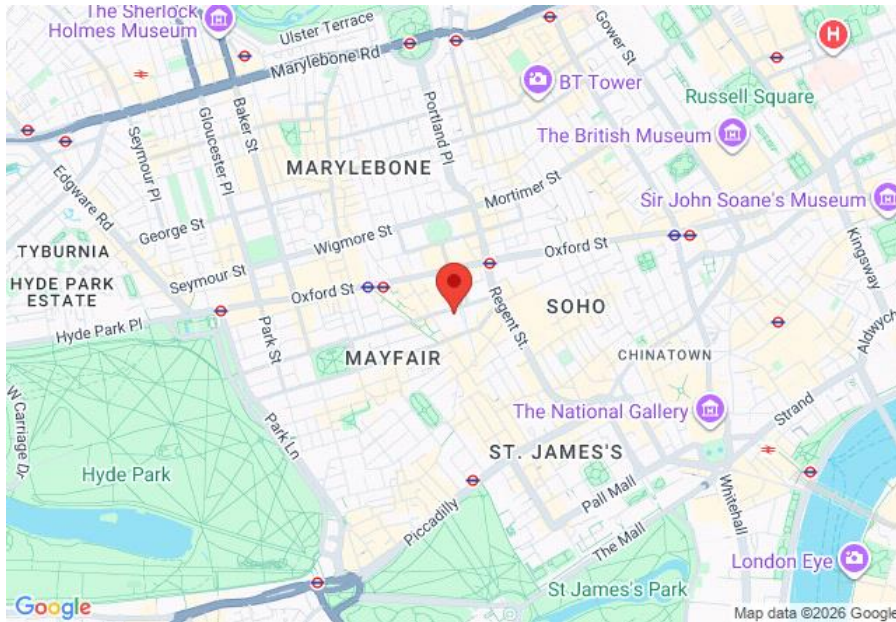 The Sherlock
Holmes Museum
Ulster Terrace
Marylebone Rd
Gower St
H
BT Tower
Russell Square
The British Museum
Baker St
Gloucester Pl
Seymour Pl
Portland Pl
MARYLEBONE
Edgware Rd
Mortimer St
Sir John Soane's Museum
George St
Wigmore St
Kingsway
TYBURNIA
Oxford St
Seymour St
HYDE PARK
ESTATE
Oxford St
Regent St.
SOHO
Hyde Park Pl
Park St
Aldwych
MAYFAIR
CHINATOWN
W Carriage Dr
The National Gallery
Strand
Park Ln
ST. JAMES'S
Hyde Park
Pall Mall
Whitehall
Piccadilly
The Mall
London Eye
St James's Park
Google
Map data ©2026 Google